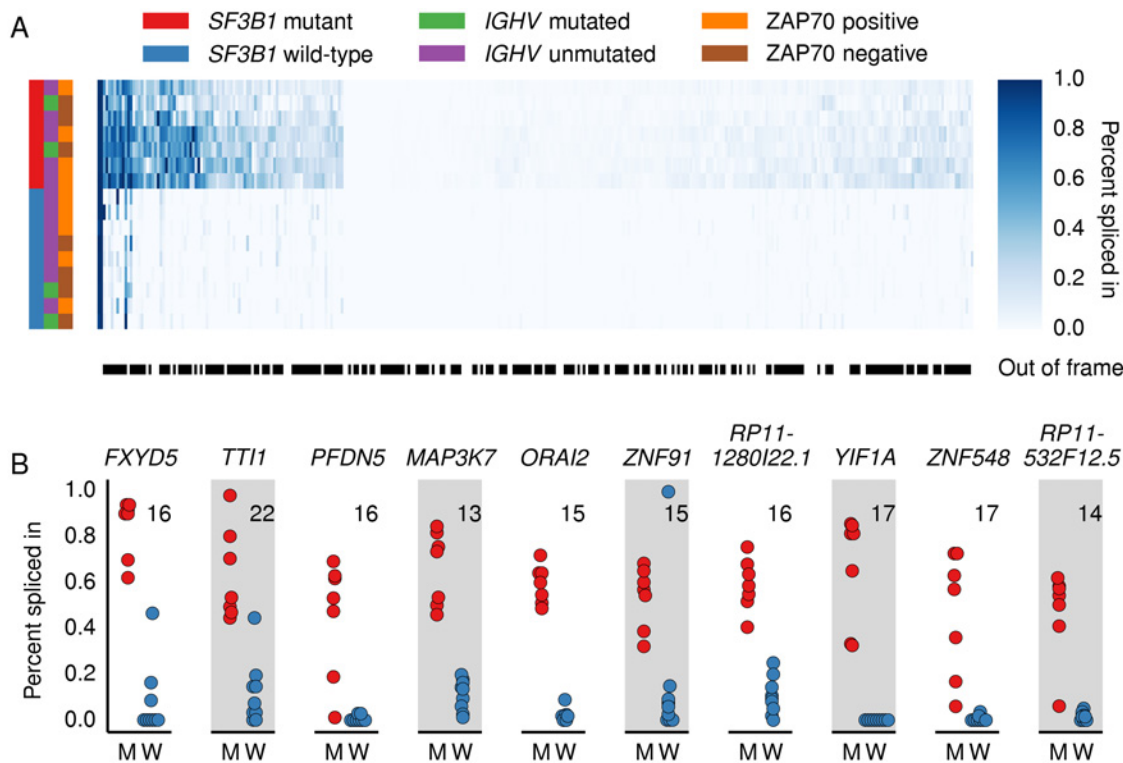 A
SF3B1 mutant
IGHV mutated
ZAP70 positive
SF3B1 wild-type
IGHV unmutated
ZAP70 negative
1.0
0.8
0.6
0.4
0.2
0.0
Percent spliced in
Out of frame
B
FXYD5
TTI1
PFDN5
MAP3K7
ORAI2
ZNF91
RP11-
1280I22.1
YIF1A
ZNF548
RP11-
532F12.5
Percent spliced in
1.0
0.8
0.6
0.4
0.2
0.0
16
22
16
13
15
15
16
17
17
14
M W
M W
M W
M W
M W
M W
M W
M W
M W
M W